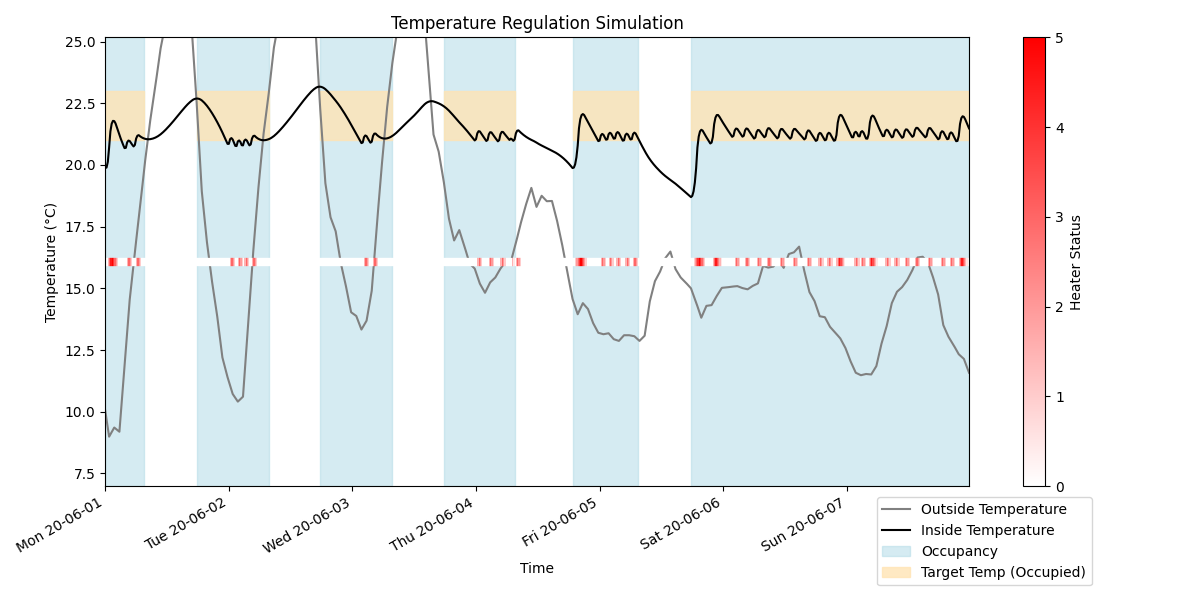 Temperature Regulation Simulation
25.0
22.5
20.0
17.5
15.0
12.5
10.0
7.5
Temperature (°C)
Mon 20-06-01
Tue 20-06-02
Wed 20-06-03
Thu 20-06-04
Fri 20-06-05
Sat 20-06-06
Sun 20-06-07
Time
5
4
3
2
1
0
Heater Status
Outside Temperature
Inside Temperature
Occupancy
Target Temp (Occupied)